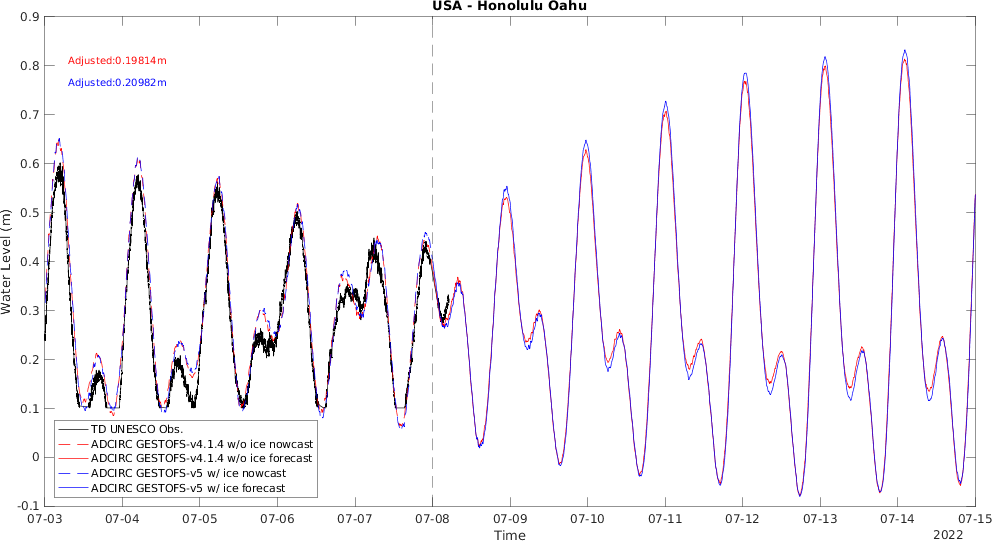 USA - Honolulu Oahu
0.9
0.8
0.7
0.6
0.5
0.4
0.3
0.2
0.1
0
-0.1
Water Level (m)
Adjusted:0.19814m
Adjusted:0.20982m
TD UNESCO Obs.
ADCIRC GESTOFS-v4.1.4 w/o ice nowcast
ADCIRC GESTOFS-v4.1.4 w/o ice forecast
ADCIRC GESTOFS-v5 w/ ice nowcast
ADCIRC GESTOFS-v5 w/ ice forecast
07-03 07-04 07-05 07-06 07-07 07-08 07-09 07-10 07-11 07-12 07-13 07-14 07-15
Time
2022